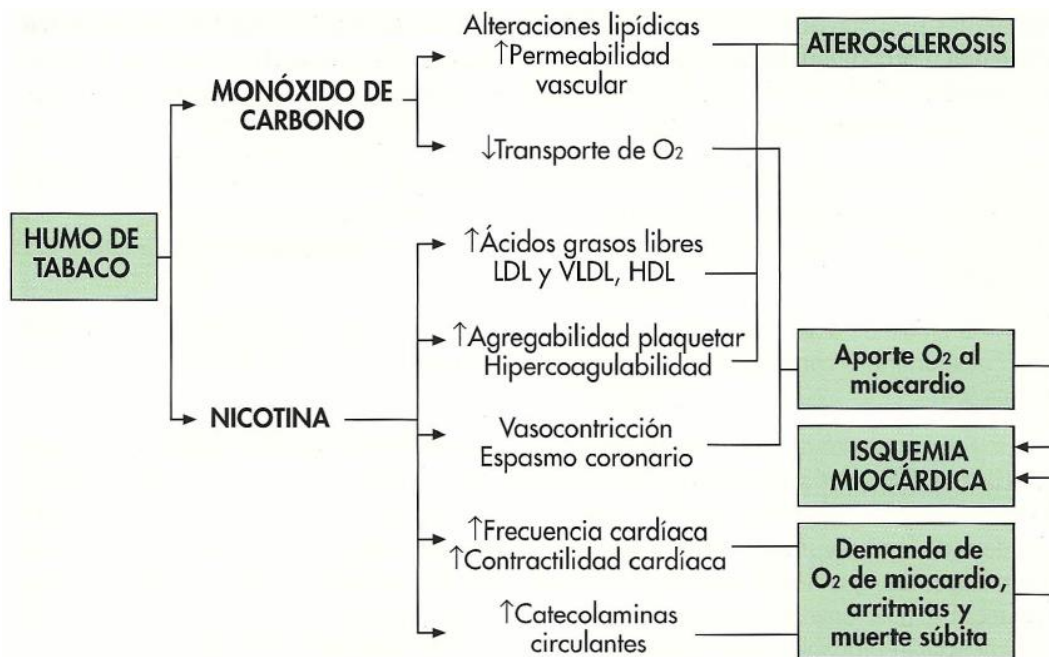 HUMO DE
TABACO
MONÓXIDO DE
CARBONO
NICOTINA
Alteraciones lipídicas
↑Permeabilidad
vascular
↓Transporte de O₂
↑Ácidos grasos libres
LDL y VLDL, HDL
↑Agregabilidad plaquetar
Hipercoagulabilidad
Vasocontricción
Espasmo coronario
↑Frecuencia cardíaca
↑Contractilidad cardíaca
↑Catecolaminas
circulantes
ATEROSCLEROSIS
Aporte O₂ al
miocardio
ISQUEMIA
MIOCÁRDICA
Demanda de
O₂ de miocardio,
arritmias y
muerte súbita